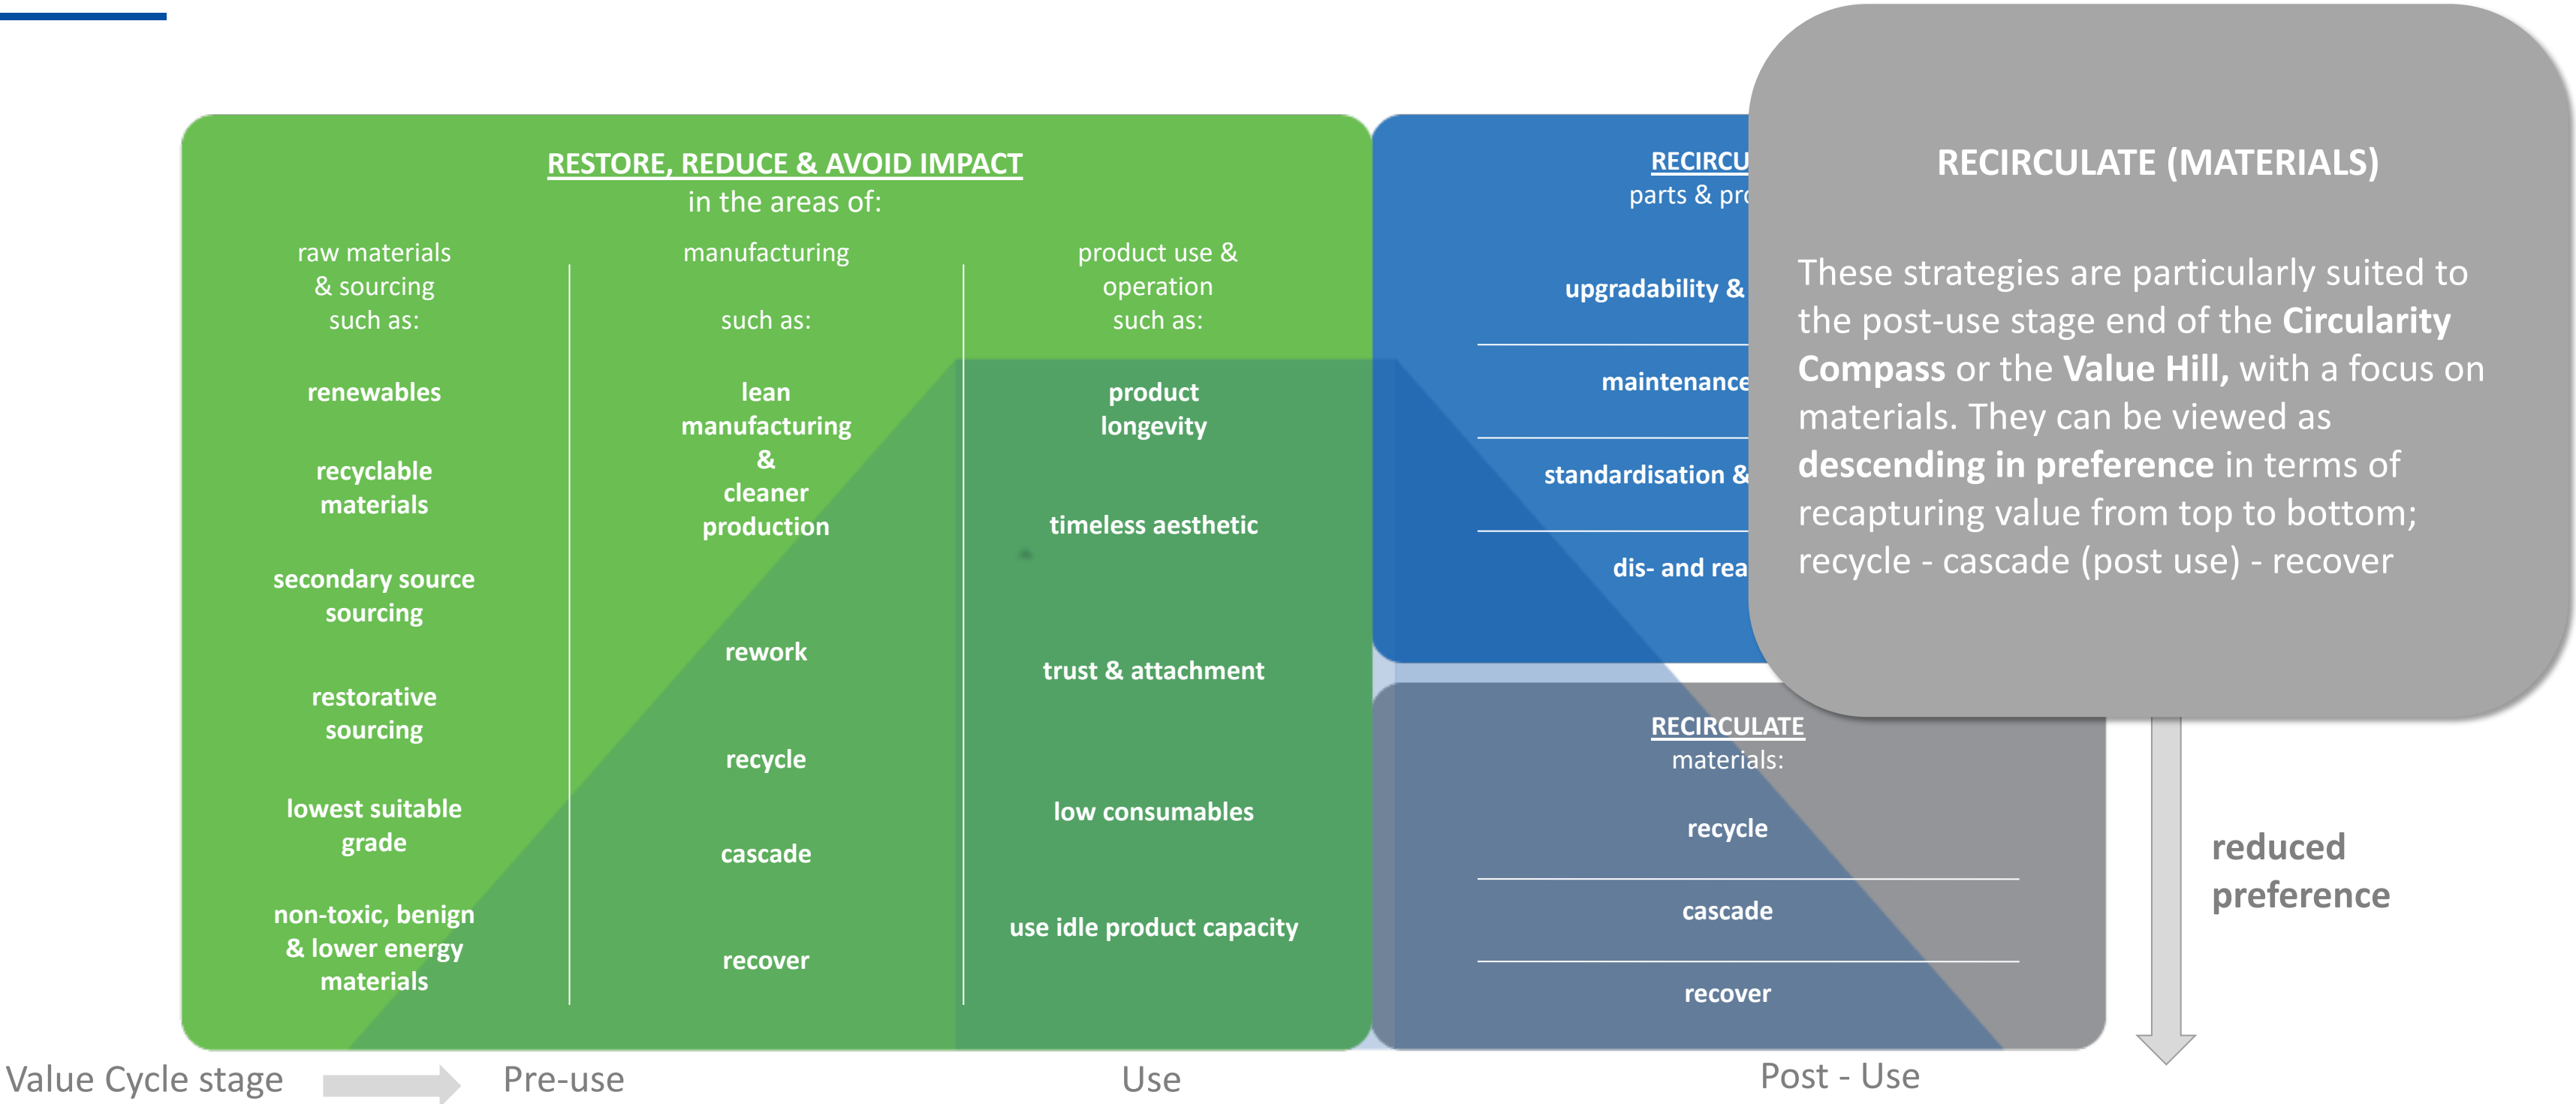 RESTORE, REDUCE & AVOID IMPACT
in the areas of:
raw materials
& sourcing
such as:
renewables
recyclable
materials
secondary source
sourcing
restorative
sourcing
lowest suitable
grade
non-toxic, benign
& lower energy
materials
manufacturing
such as:
lean
manufacturing
&
cleaner
production
rework
recycle
cascade
recover
product use &
operation
such as:
product
longevity
timeless aesthetic
trust & attachment
low consumables
use idle product capacity
RECIRCU
parts & pro
upgradability &
maintenance
standardisation &
dis- and rea
RECIRCULATE (MATERIALS)
These strategies are particularly suited to
the post-use stage end of the Circularity
Compass or the Value Hill, with a focus on
materials. They can be viewed as
descending in preference in terms of
recapturing value from top to bottom;
recycle - cascade (post use) - recover
RECIRCULATE
materials:
recycle
cascade
recover
reduced
preference
Value Cycle stage
Pre-use
Use
Post - Use